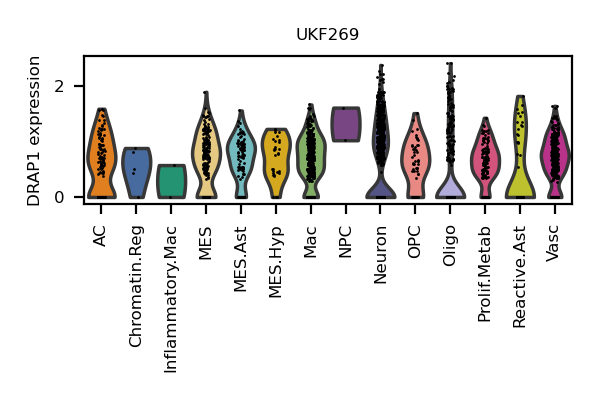 UKF269
DRAP1 expression
2
0
AC
Chromatin.Reg
Inflammatory.Mac
MES
MES.Ast
MES.Hyp
Mac
NPC
Neuron
OPC
Oligo
Prolif.Metab
Reactive.Ast
Vasc